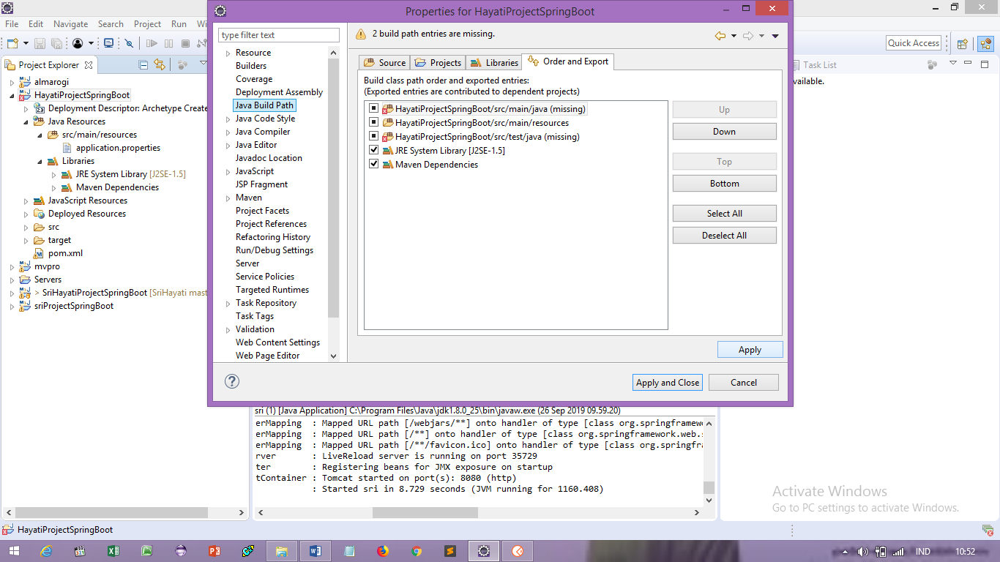 Properties for HayatiProjectSpringBoot
File Edit Navigate Search Project Run Wi
Quick Access
Project Explorer
almarogi
HayatiProjectSpringBoot
Deployment Descriptor: Archetype Create
Java Resources
src/main/resources
application.properties
Libraries
JRE System Library [J2SE-1.5]
Maven Dependencies
JavaScript Resources
Deployed Resources
src
target
pom.xml
mvpro
Servers
> SriHayatiProjectSpringBoot [SriHayati mast
sriProjectSpringBoot
type filter text
Resource
Builders
Coverage
Deployment Assembly
Java Build Path
Java Code Style
Java Compiler
Java Editor
Javadoc Location
JavaScript
JSP Fragment
Maven
Project Facets
Project References
Refactoring History
Run/Debug Settings
Server
Service Policies
Targeted Runtimes
Task Repository
Task Tags
Validation
Web Content Settings
Web Page Editor
2 build path entries are missing.
Source Projects Libraries Order and Export
Build class path order and exported entries:
(Exported entries are contributed to dependent projects)
HayatiProjectSpringBoot/src/main/java (missing)
HayatiProjectSpringBoot/src/main/resources
HayatiProjectSpringBoot/src/test/java (missing)
JRE System Library [J2SE-1.5]
Maven Dependencies
Up
Down
Top
Bottom
Select All
Deselect All
Apply
Apply and Close Cancel
Task List
vailable.
sri (1) [Java Application] C:\Program Files\Java\jdk1.8.0_25\bin\javaw.exe (26 Sep 2019 09.59.20)
erMapping : Mapped URL path [/webjars/**] onto handler of type [class org.springframew
erMapping : Mapped URL path [/**] onto handler of type [class org.springframework.web.
erMapping : Mapped URL path [/**/favicon.ico] onto handler of type [class org.springfra
rver : LiveReload server is running on port 35729
ter : Registering beans for JMX exposure on startup
tContainer : Tomcat started on port(s): 8080 (http)
: Started sri in 8.729 seconds (JVM running for 1160.408)
Activate Windows
Go to PC settings to activate Windows.
HayatiProjectSpringBoot
IND 10:52